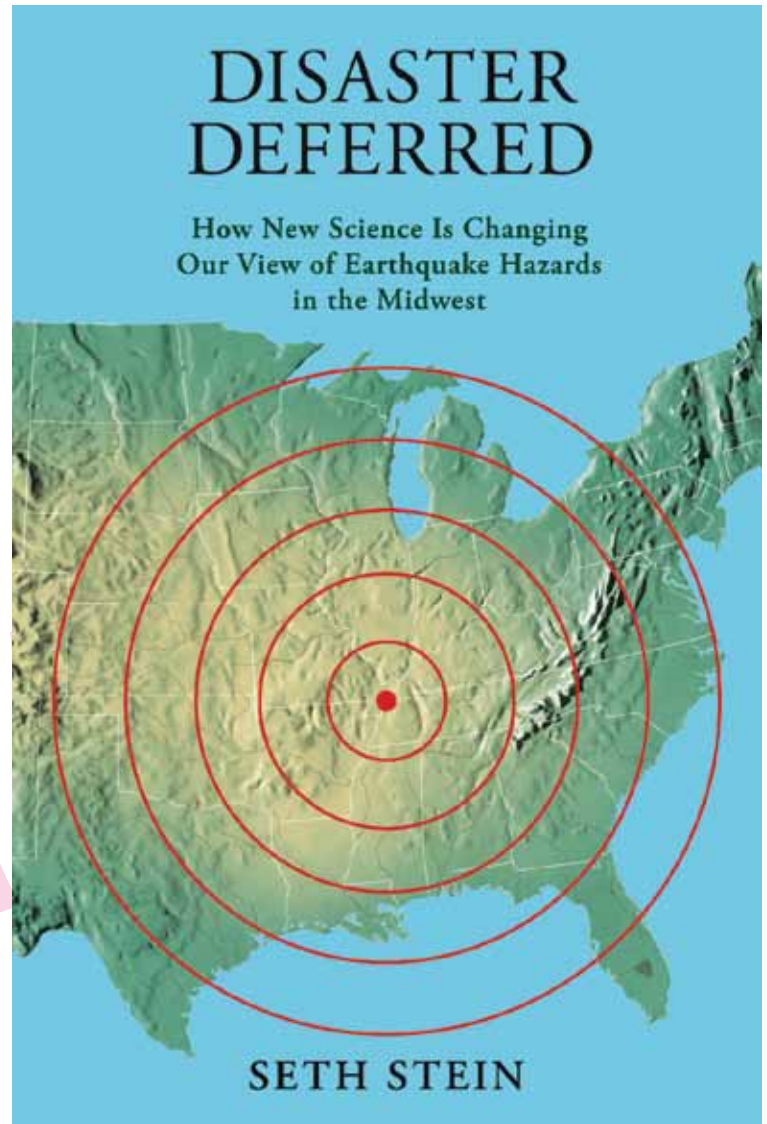 DISASTER
DEFERRED
How New Science Is Changing
Our View of Earthquake Hazards
in the Midwest
SETH STEIN